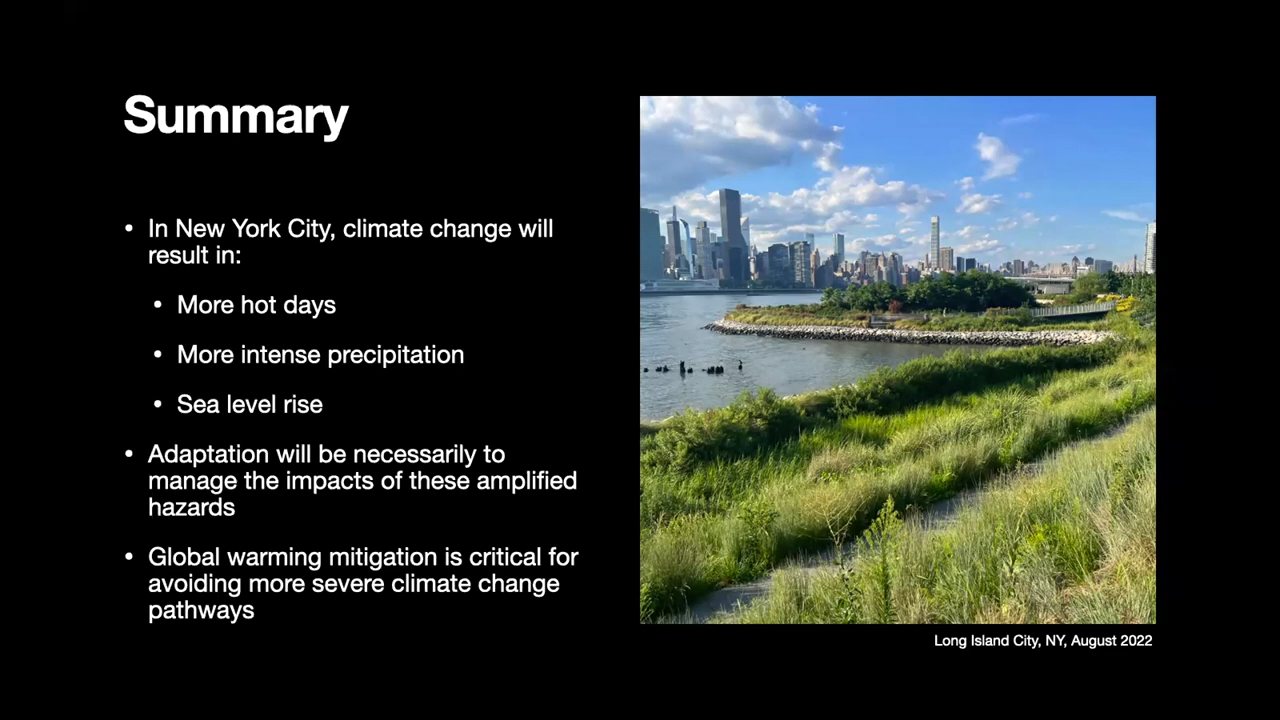 Summary
• In New York City, climate change will
result in:
• More hot days
• More intense precipitation
• Sea level rise
• Adaptation will be necessarily to
manage the impacts of these amplified
hazards
• Global warming mitigation is critical for
avoiding more severe climate change
pathways
Long Island City, NY, August 2022